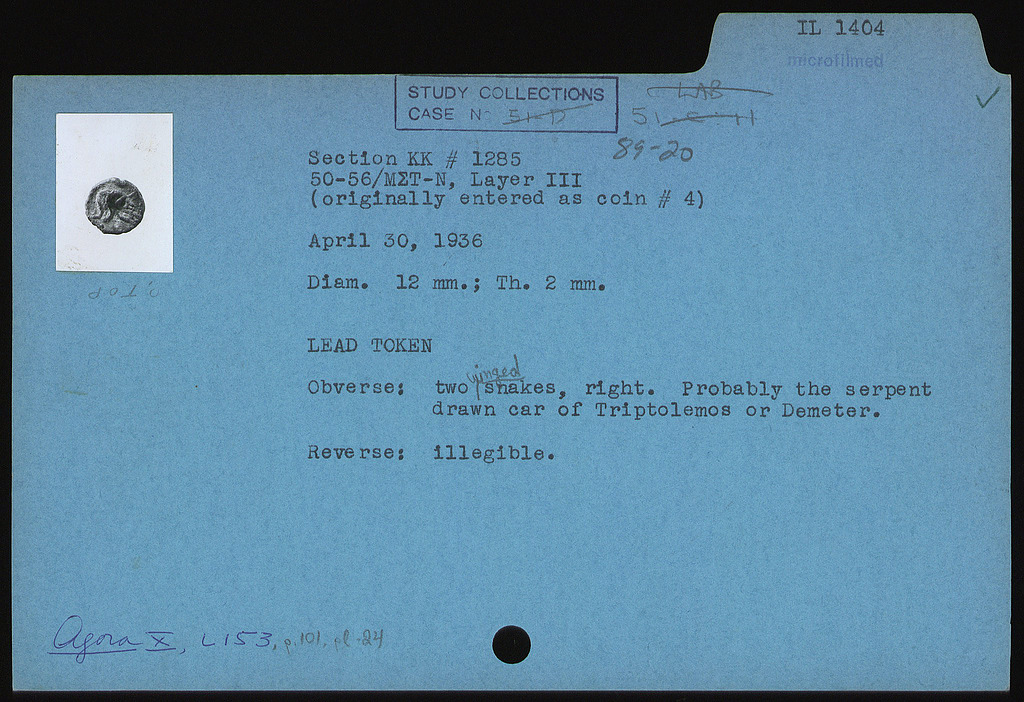 IL 1404
microfilmed
STUDY COLLECTIONS
CASE Nº 51-D
LAB
51-C-11
89-20
Section KK # 1285
50-56/ΜΣΤ-Ν, Layer III
(originally entered as coin # 4)
April 30, 1936
Diam. 12 mm.; Th. 2 mm.
? TOP
LEAD TOKEN
winged
Obverse: two snakes, right. Probably the serpent
drawn car of Triptolemos or Demeter.
Reverse: illegible.
Agora X, L153, p.101, pl-24